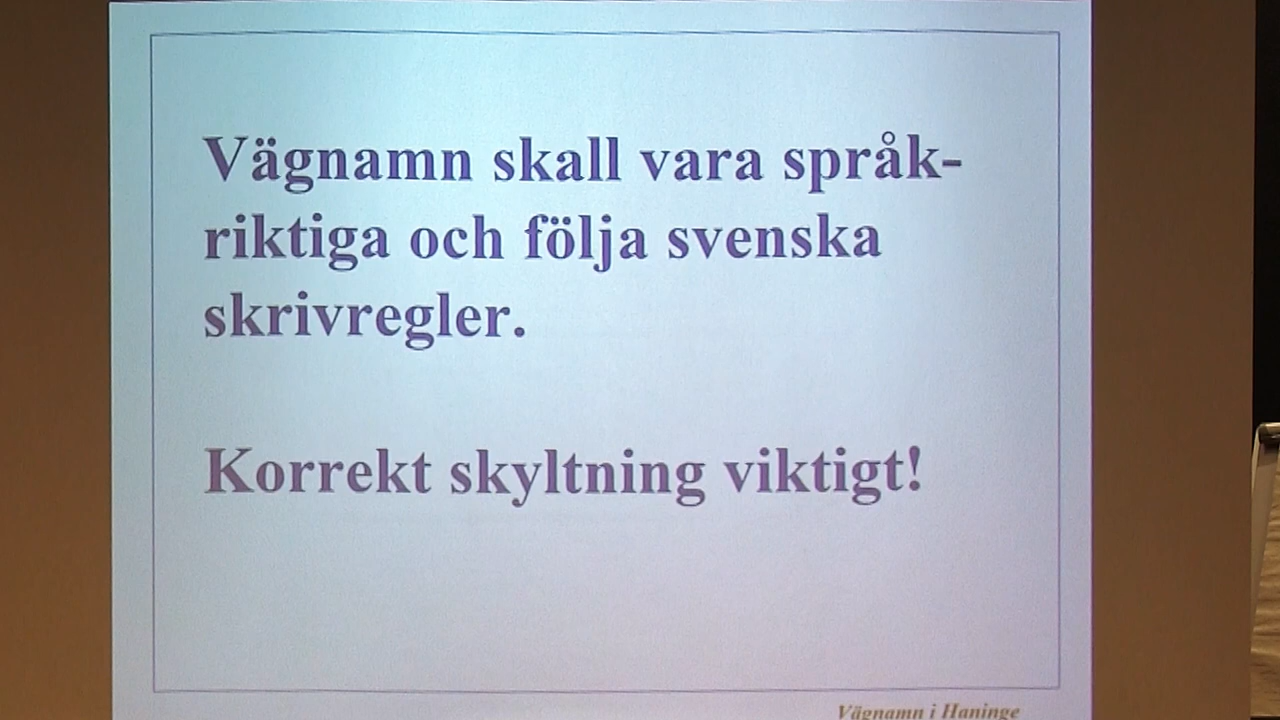 Vägnamn skall vara språk-
riktiga och följa svenska
skrivregler.
Korrekt skyltning viktigt!
Vägnamn i Haninge